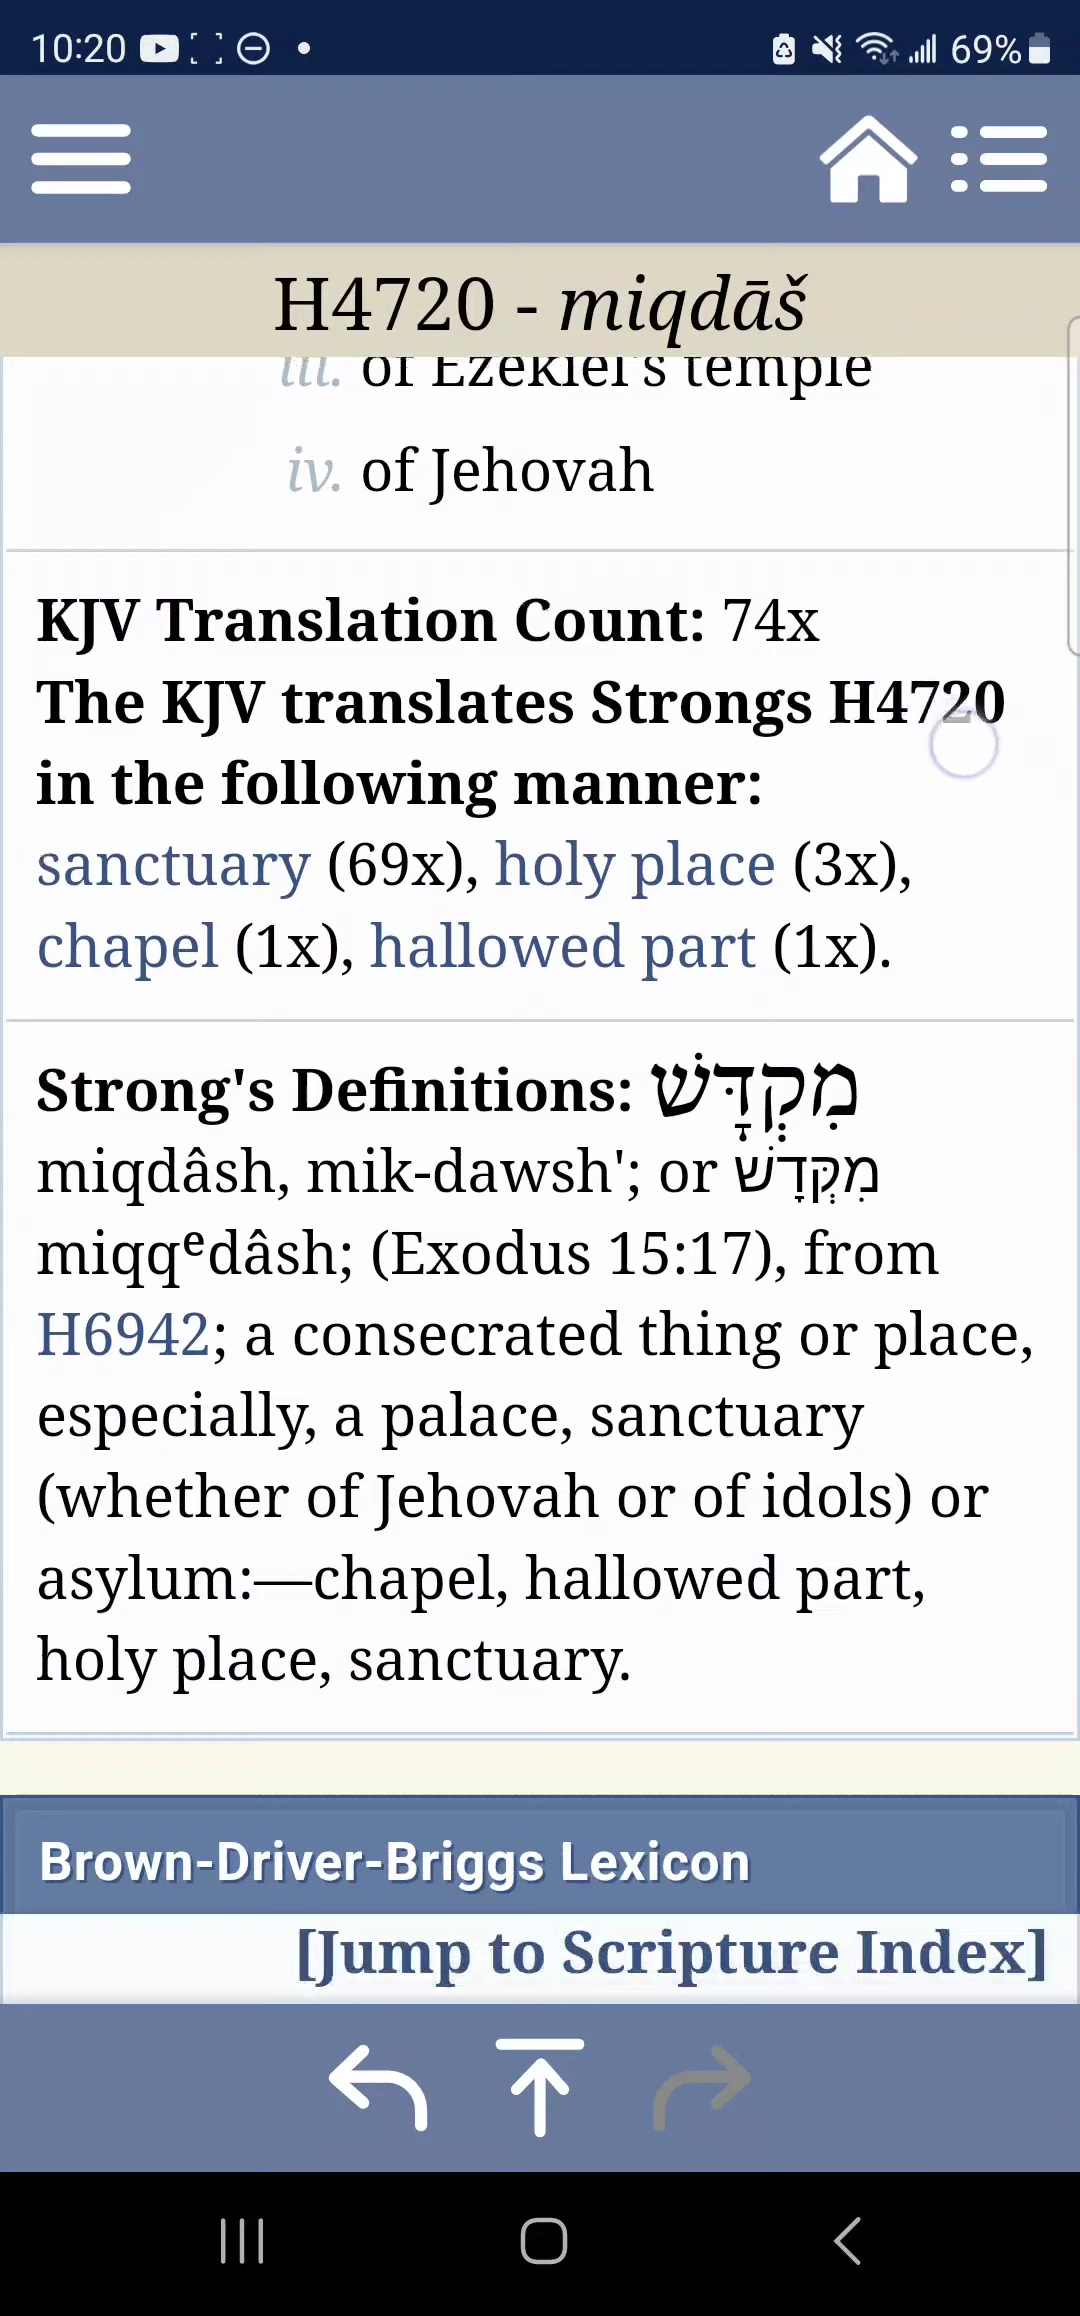 10:20 69%
H4720 - miqdāš
iii. of Ezekiel's temple
iv. of Jehovah
KJV Translation Count: 74x
The KJV translates Strongs H4720
in the following manner:
sanctuary (69x), holy place (3x),
chapel (1x), hallowed part (1x).
Strong's Definitions: מִקְדָּשׁ
miqdâsh, mik-dawsh'; or מִקְּדָשׁ
miqqᵉdâsh; (Exodus 15:17), from
H6942; a consecrated thing or place,
especially, a palace, sanctuary
(whether of Jehovah or of idols) or
asylum:—chapel, hallowed part,
holy place, sanctuary.
Brown-Driver-Briggs Lexicon
[Jump to Scripture Index]